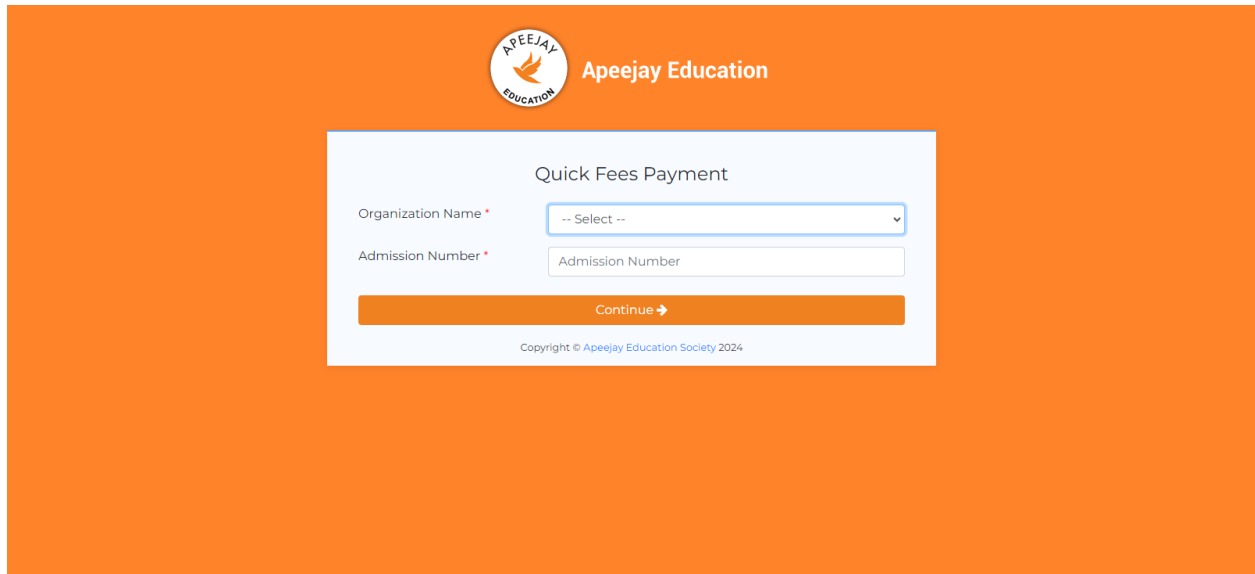 APEEJAY
EDUCATION
Apeejay Education
Quick Fees Payment
Organization Name *
-- Select --
Admission Number *
Admission Number
Continue
Copyright © Apeejay Education Society 2024